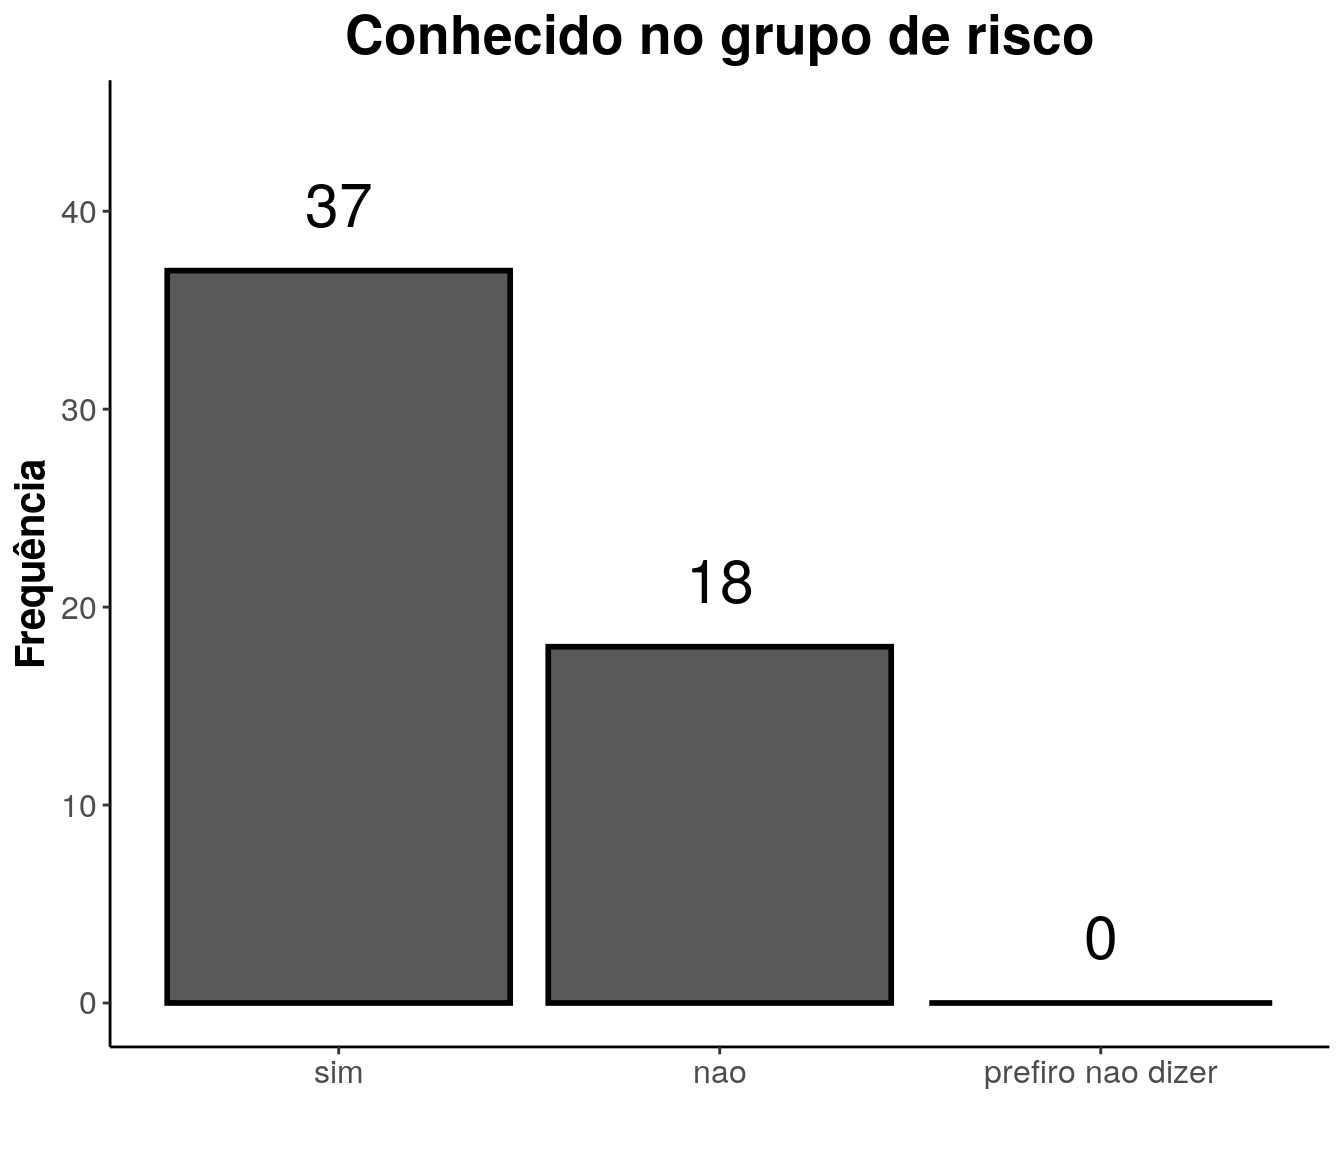 Conhecido no grupo de risco
Frequência
40
30
20
10
0
37
18
0
sim
nao
prefiro nao dizer